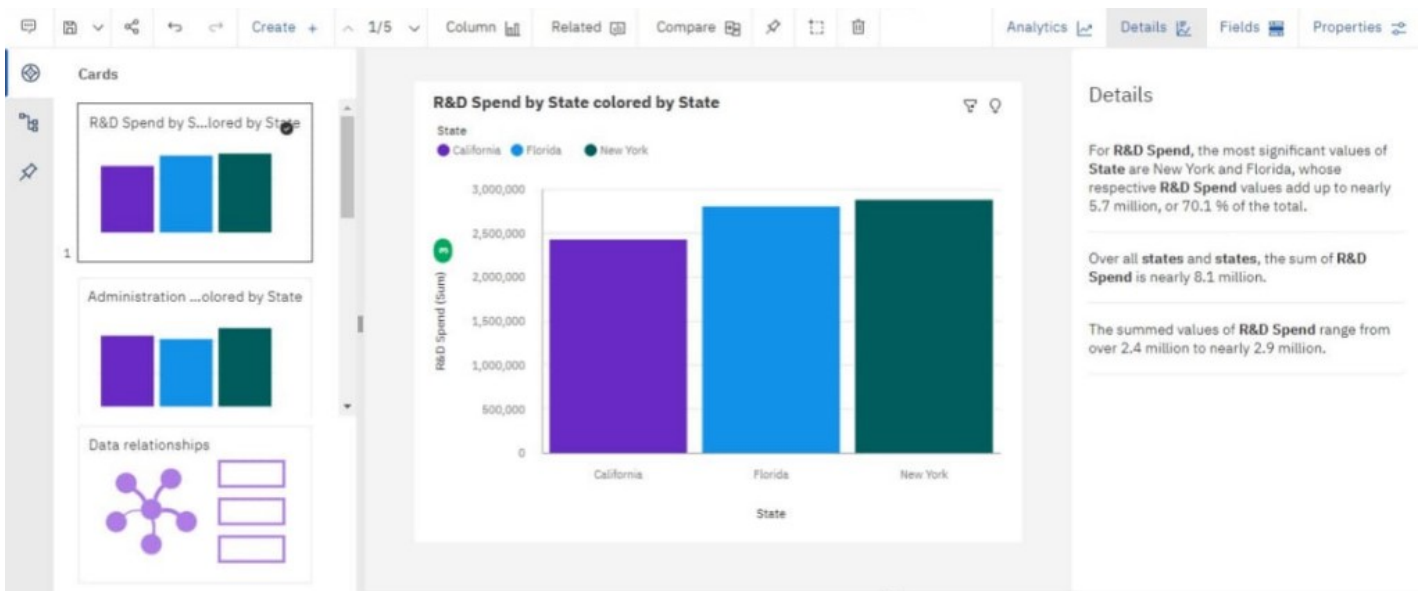 Create +
1/5
Column
Related
Compare
Analytics
Details
Fields
Properties
Cards
R&D Spend by S...lored by State
1
Administration ...olored by State
Data relationships
R&D Spend by State colored by State
State
California
Florida
New York
3,000,000
2,500,000
2,000,000
1,500,000
1,000,000
500,000
0
R&D Spend (Sum)
California
Florida
New York
State
Details
For R&D Spend, the most significant values of
State are New York and Florida, whose
respective R&D Spend values add up to nearly
5.7 million, or 70.1 % of the total.
Over all states and states, the sum of R&D
Spend is nearly 8.1 million.
The summed values of R&D Spend range from
over 2.4 million to nearly 2.9 million.